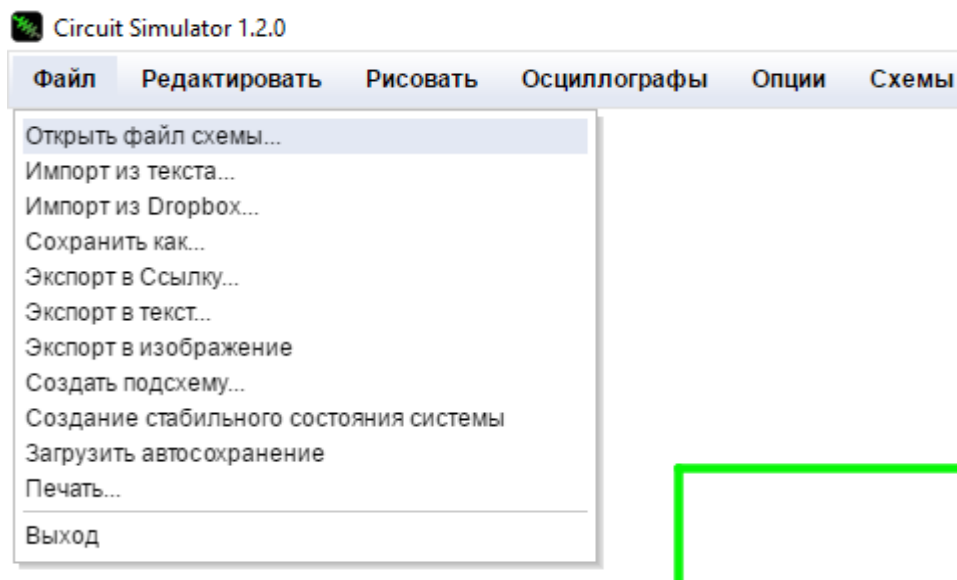 Circuit Simulator 1.2.0
Файл Редактировать Рисовать Осциллографы Опции Схемы
Открыть файл схемы...
Импорт из текста...
Импорт из Dropbox...
Сохранить как...
Экспорт в Ссылку...
Экспорт в текст...
Экспорт в изображение
Создать подсхему...
Создание стабильного состояния системы
Загрузить автосохранение
Печать...
Выход